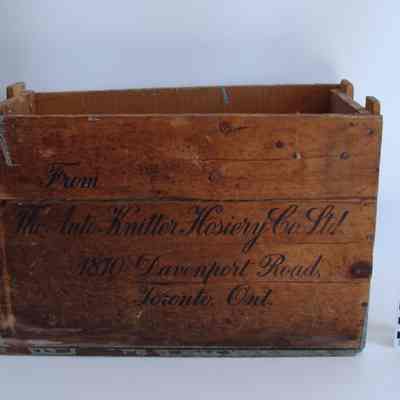 From
The Auto Knitter Hosiery Co. Ltd
1870 Davenport Road,
Toronto, Ont.